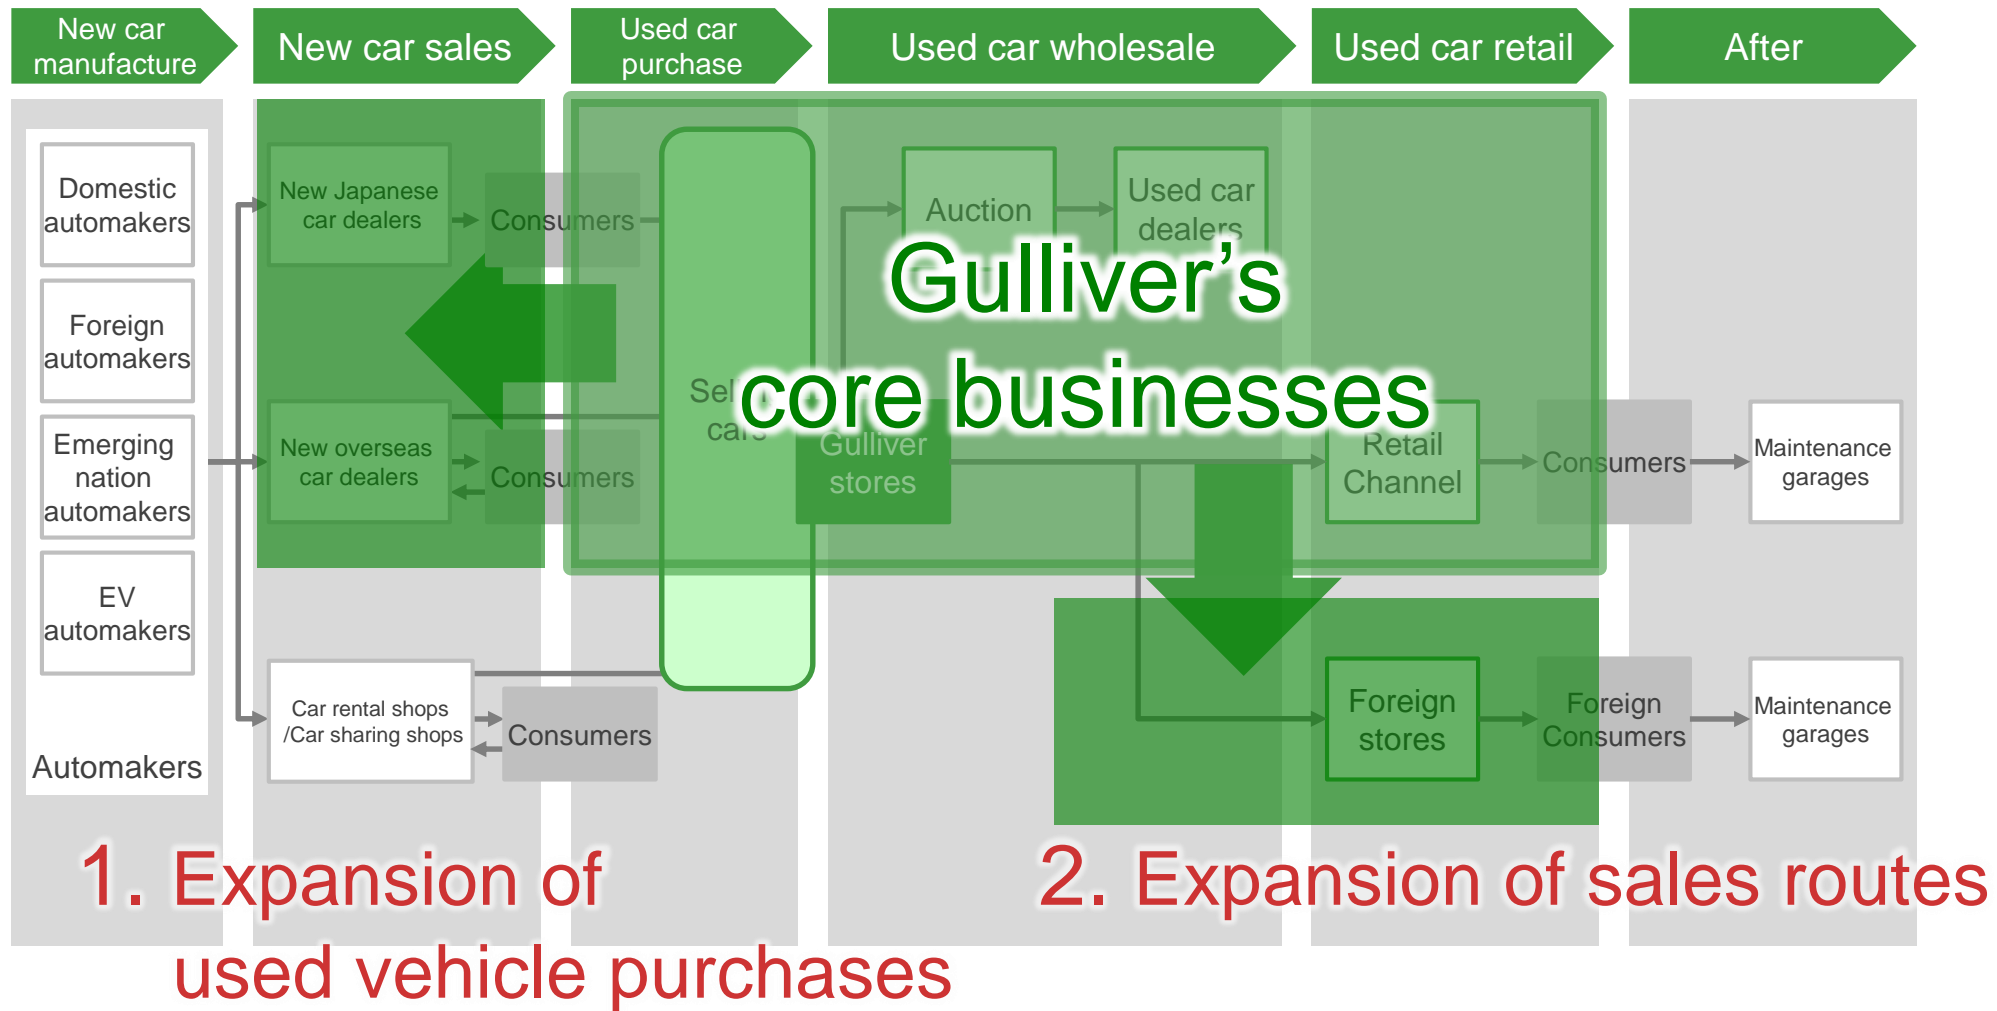 New car
manufacture
New car sales
Used car
purchase
Used car wholesale
Used car retail
After
Domestic
automakers
Foreign
automakers
Emerging
nation
automakers
EV
automakers
Automakers
New Japanese
car dealers
Consumers
New overseas
car dealers
Consumers
Car rental shops
/Car sharing shops
Consumers
cars
Gulliver
stores
Auction
Used car
dealers
Gulliver’s
core businesses
Retail
Channel
Consumers
Maintenance
garages
Foreign
stores
Foreign
Consumers
Maintenance
garages
1. Expansion of
used vehicle purchases
2. Expansion of sales routes